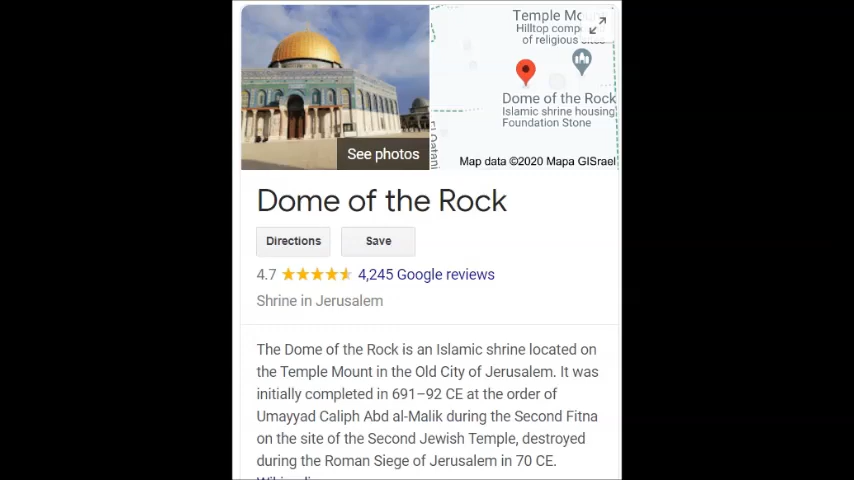 Temple Mou
Hilltop comp
of religious sites
Dome of the Rock
Islamic shrine housing
Foundation Stone
El Qatani
See photos
Map data ©2020 Mapa GISrael
Dome of the Rock
Directions Save
4.7 4,245 Google reviews
Shrine in Jerusalem
The Dome of the Rock is an Islamic shrine located on
the Temple Mount in the Old City of Jerusalem. It was
initially completed in 691–92 CE at the order of
Umayyad Caliph Abd al-Malik during the Second Fitna
on the site of the Second Jewish Temple, destroyed
during the Roman Siege of Jerusalem in 70 CE.